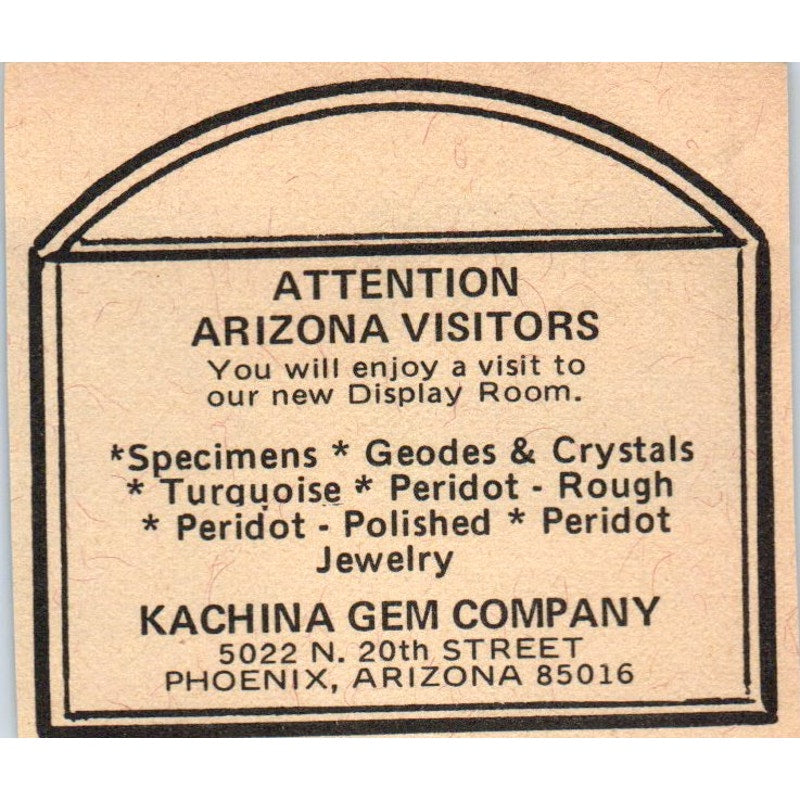 ATTENTION
ARIZONA VISITORS
You will enjoy a visit to
our new Display Room.
*Specimens * Geodes & Crystals
* Turquoise * Peridot - Rough
* Peridot - Polished * Peridot
Jewelry
KACHINA GEM COMPANY
5022 N. 20th STREET
PHOENIX, ARIZONA 85016